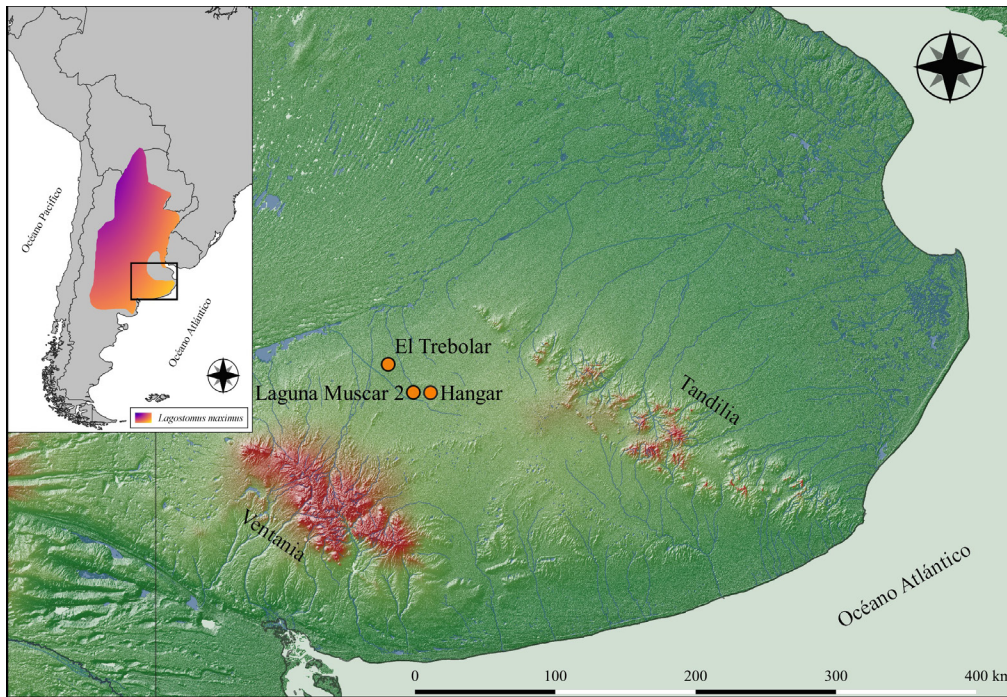 Océano Pacífico
Océano Atlántico
Lagostomus maximus
El Trebolar
Laguna Muscar 2
Hangar
Tandilia
Ventania
Océano Atlántico
0 100 200 300 400 km